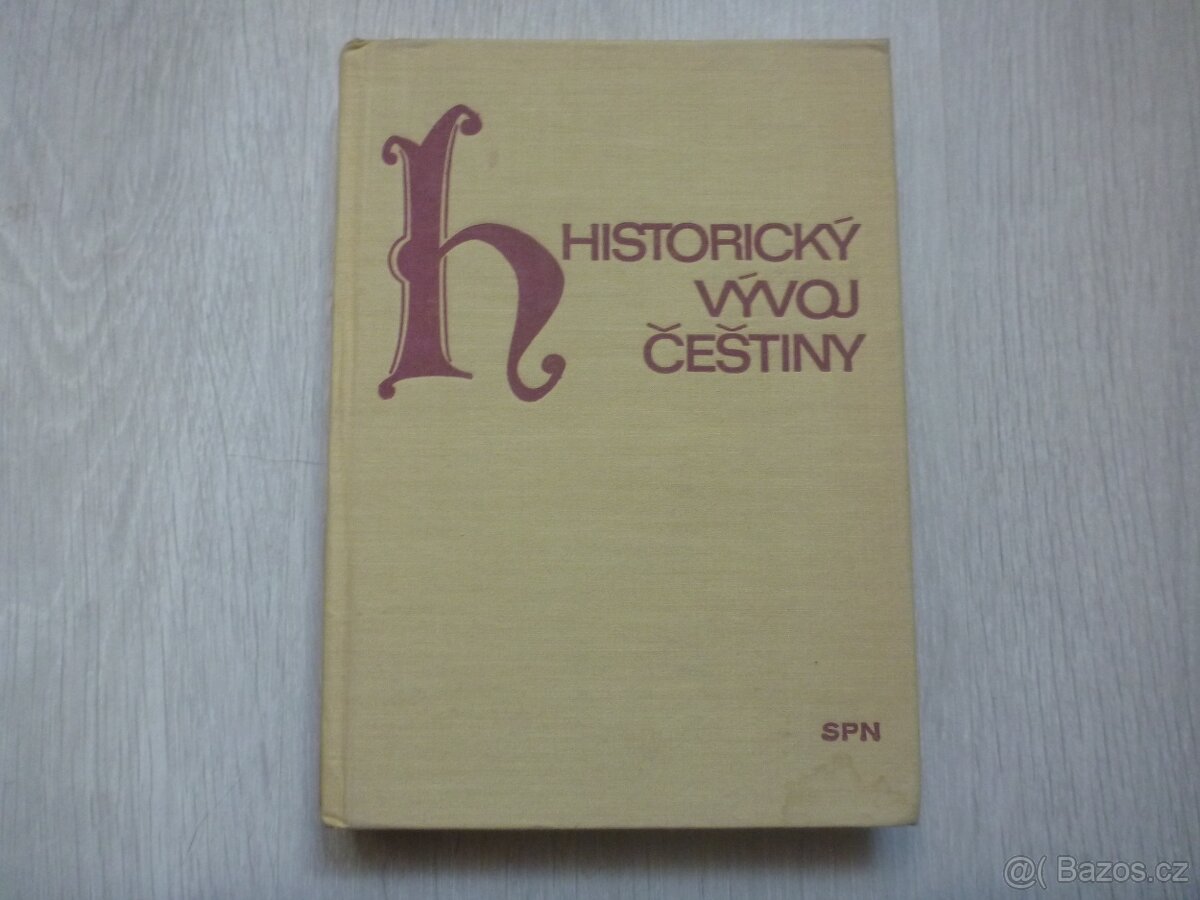 h
HISTORICKÝ
VÝVOJ
ČEŠTINY
SPN
@( Bazos.cz